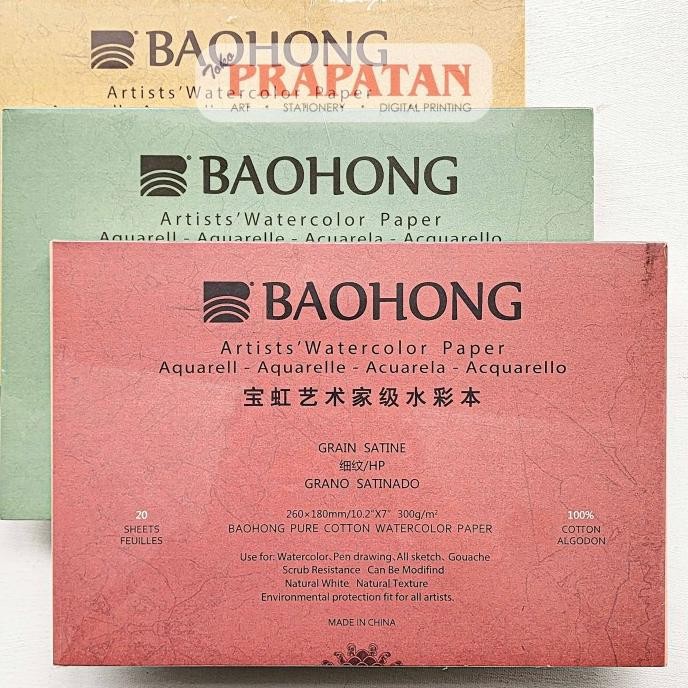 BAOHONG
Toko
PRAPATAN
Artists' Watercolor Paper
ART • STATIONERY • DIGITAL PRINTING
BAOHONG
Artists' Watercolor Paper
Aquarell - Aquarelle - Acuarela - Acquarello
BAOHONG
Artists' Watercolor Paper
Aquarell - Aquarelle - Acuarela - Acquarello
宝虹艺术家级水彩本
GRAIN SATINE
细纹/HP
GRANO SATINADO
260×180mm/10.2"X7" 300g/m²
BAOHONG PURE COTTON WATERCOLOR PAPER
20
SHEETS
FEUILLES
100%
COTTON
ALGODON
Use for: Watercolor、Pen drawing、All sketch、Gouache
Scrub Resistance Can Be Modifind
Natural White Natural Texture
Environmental protection fit for all artists.
MADE IN CHINA